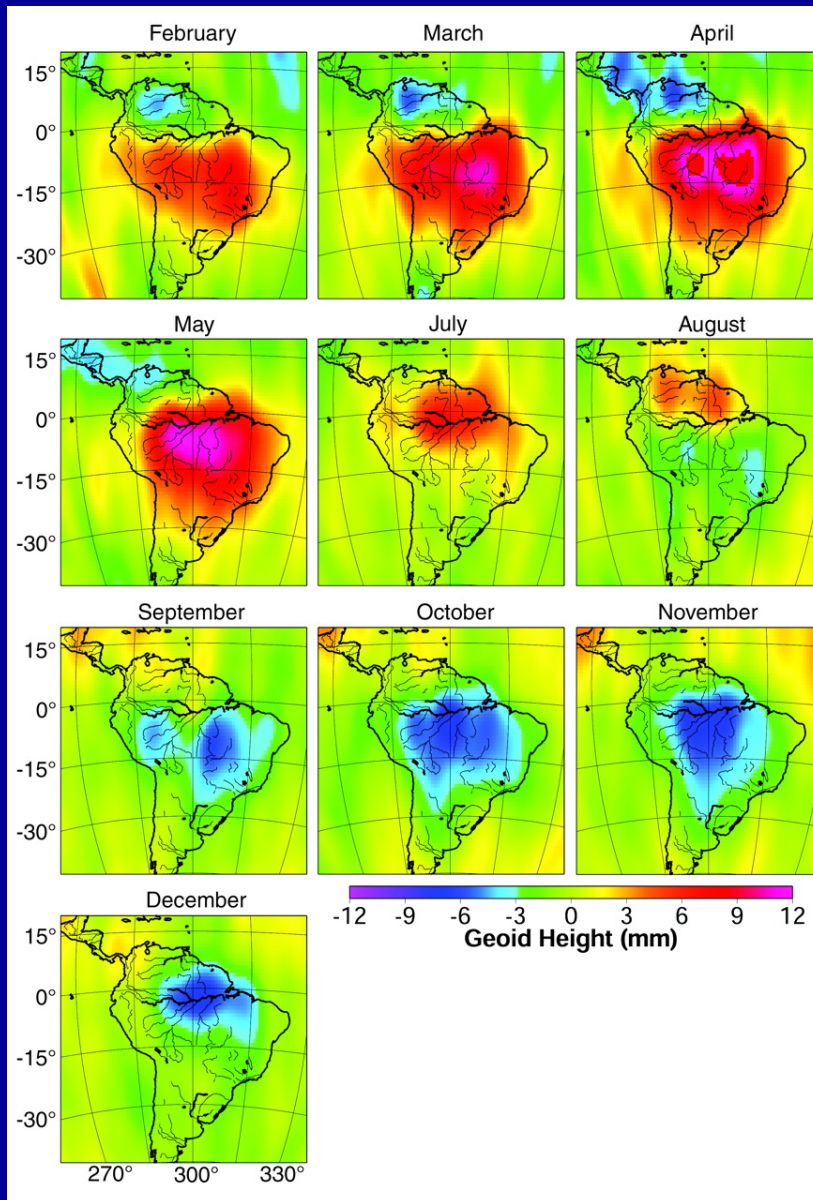 February March April
15°
0°
-15°
-30°
May July August
15°
0°
-15°
-30°
September October November
15°
0°
-15°
-30°
December
-12 -9 -6 -3 0 3 6 9 12
Geoid Height (mm)
15°
0°
-15°
-30°
270° 300° 330°